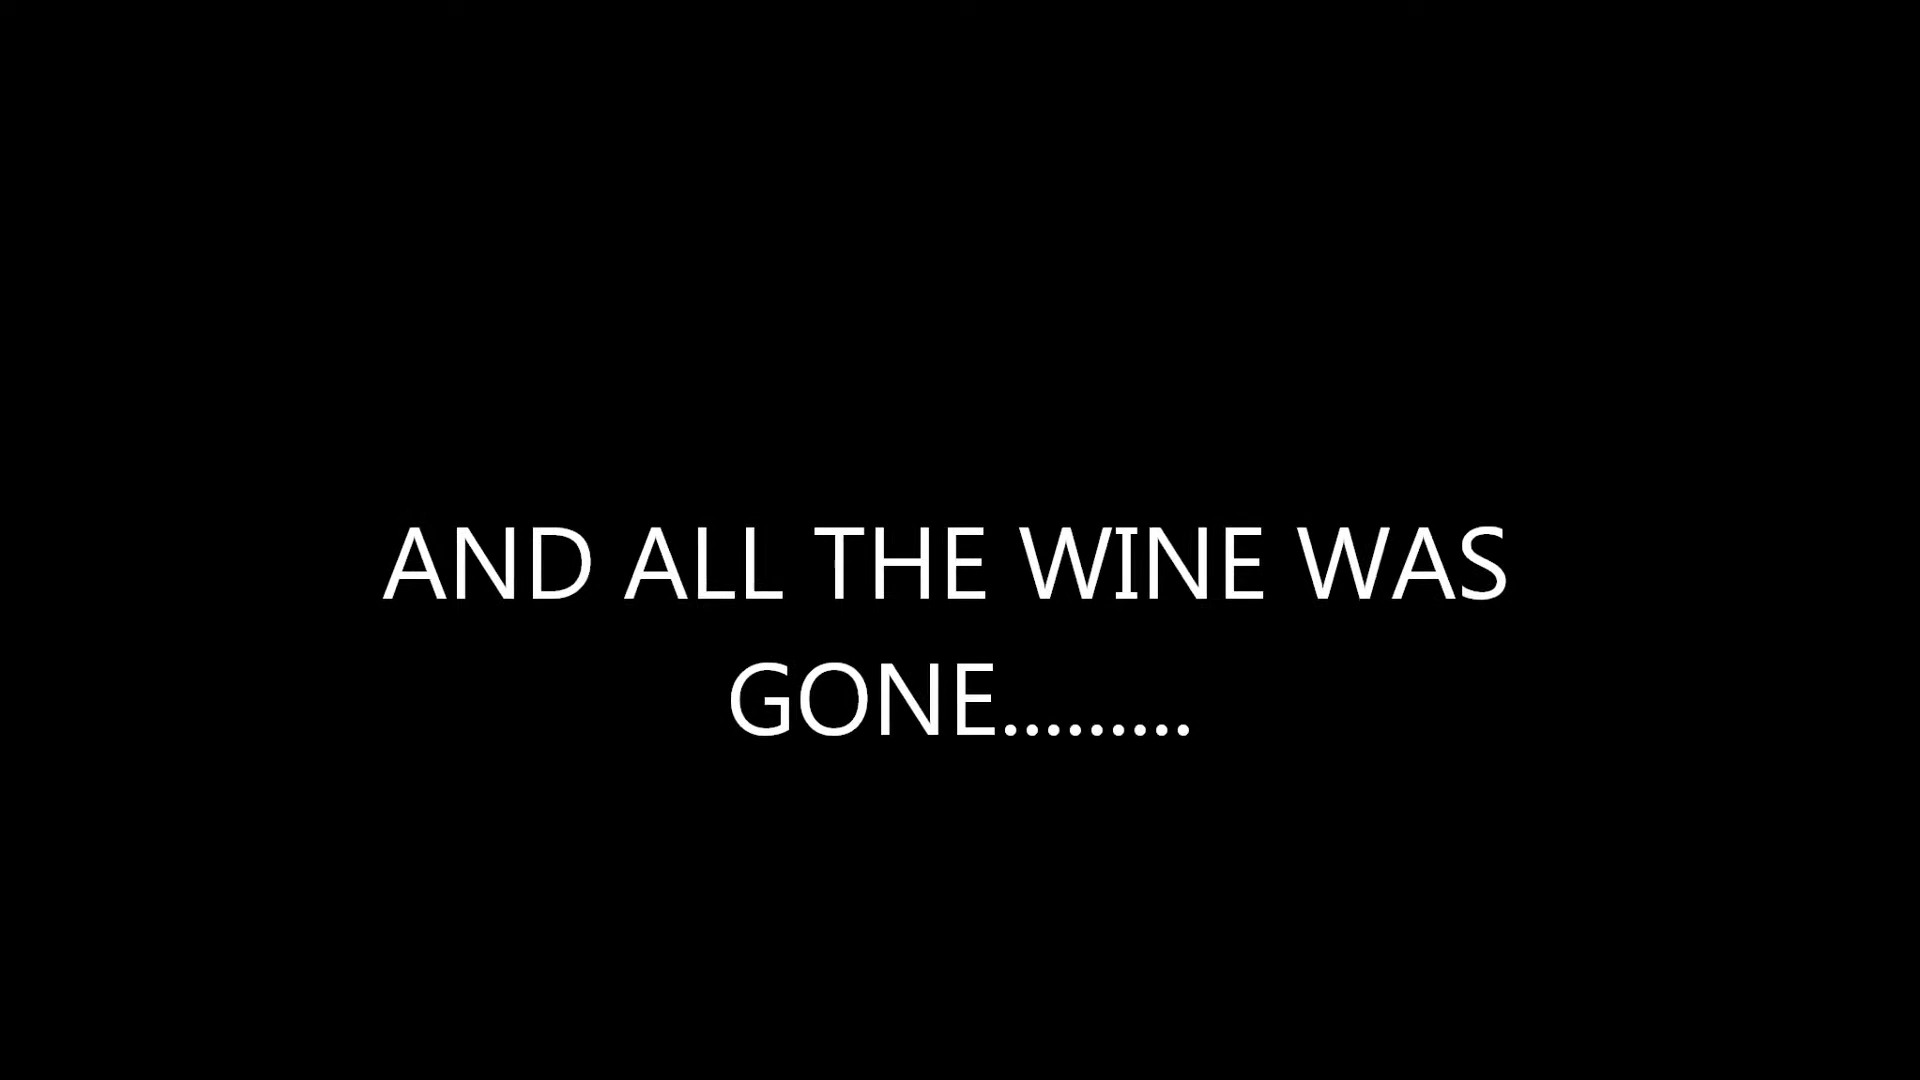 AND ALL THE WINE WAS
GONE.........